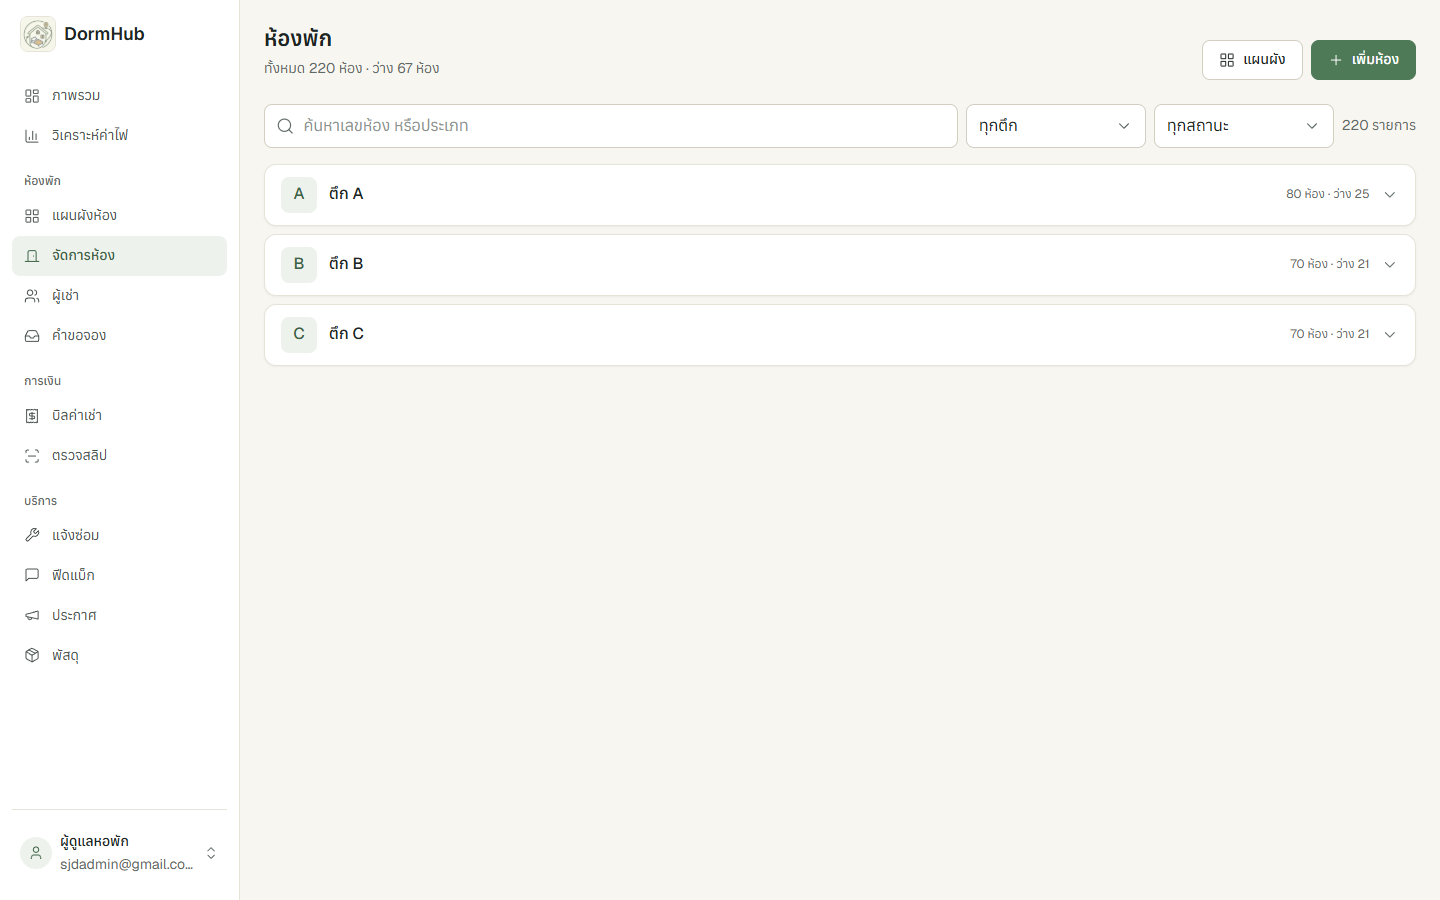 DormHub
ภาพรวม
วิเคราะห์ค่าไฟ
ห้องพัก
แผนผังห้อง
จัดการห้อง
ผู้เช่า
คำขอจอง
การเงิน
บิลค่าเช่า
ตรวจสลิป
บริการ
แจ้งซ่อม
ฟีดแบ็ก
ประกาศ
พัสดุ
ผู้ดูแลหอพัก
sjdadmin@gmail.co...
ห้องพัก
ทั้งหมด 220 ห้อง · ว่าง 67 ห้อง
แผนผัง
เพิ่มห้อง
ค้นหาเลขห้อง หรือประเภท
ทุกตึก
ทุกสถานะ
220 รายการ
A ตึก A 80 ห้อง · ว่าง 25
B ตึก B 70 ห้อง · ว่าง 21
C ตึก C 70 ห้อง · ว่าง 21